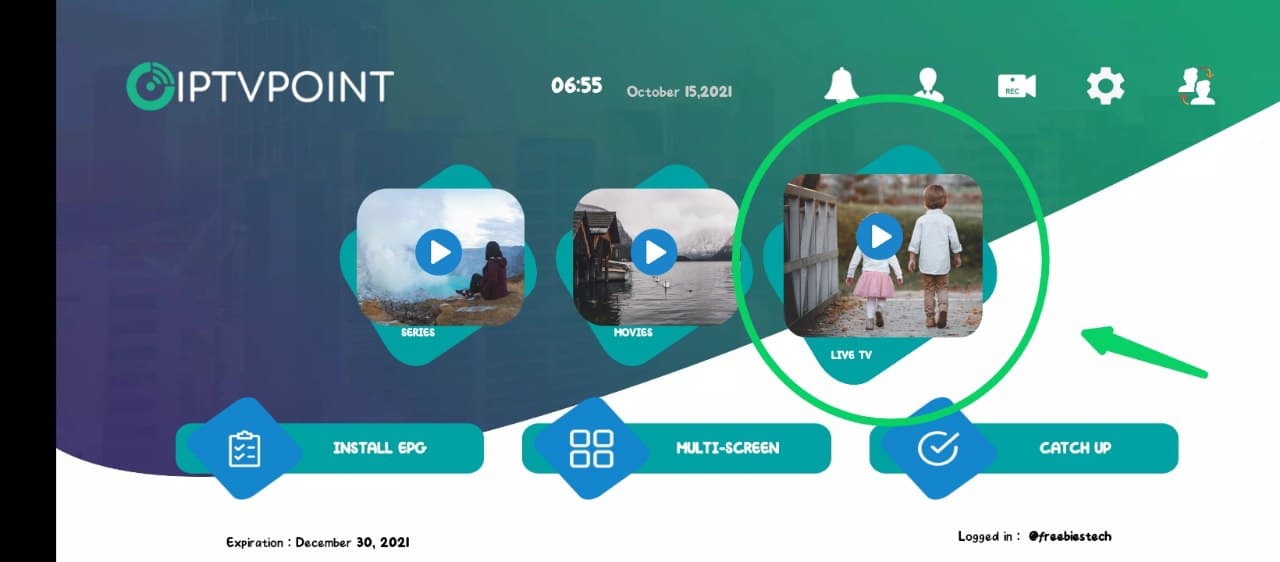 IPTVPOINT
06:55
October 15,2021
REC
SERIES
MOVIES
LIVE TV
INSTALL EPG
MULTI-SCREEN
CATCH UP
Expiration : December 30, 2021
Logged in : @freebiestech